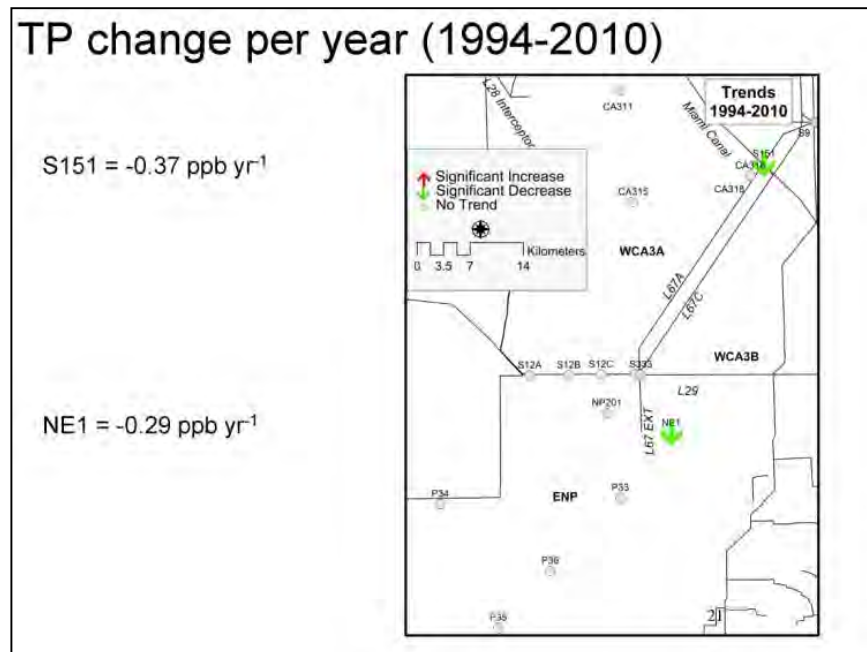 TP change per year (1994-2010)
S151 = -0.37 ppb yr-1
NE1 = -0.29 ppb yr-1
L28 Interceptor
CA311
Miami Canal
Trends
1994-2010
S9
S151
CA316
CA318
Significant Increase
Significant Decrease
No Trend
CA315
Kilometers
0 3.5 7 14
WCA3A
L67A
L67C
WCA3B
S12A S12B S12C S333
L29
NP201
NE1
L67 EXT
P34
ENP
P33
P36
P35
21